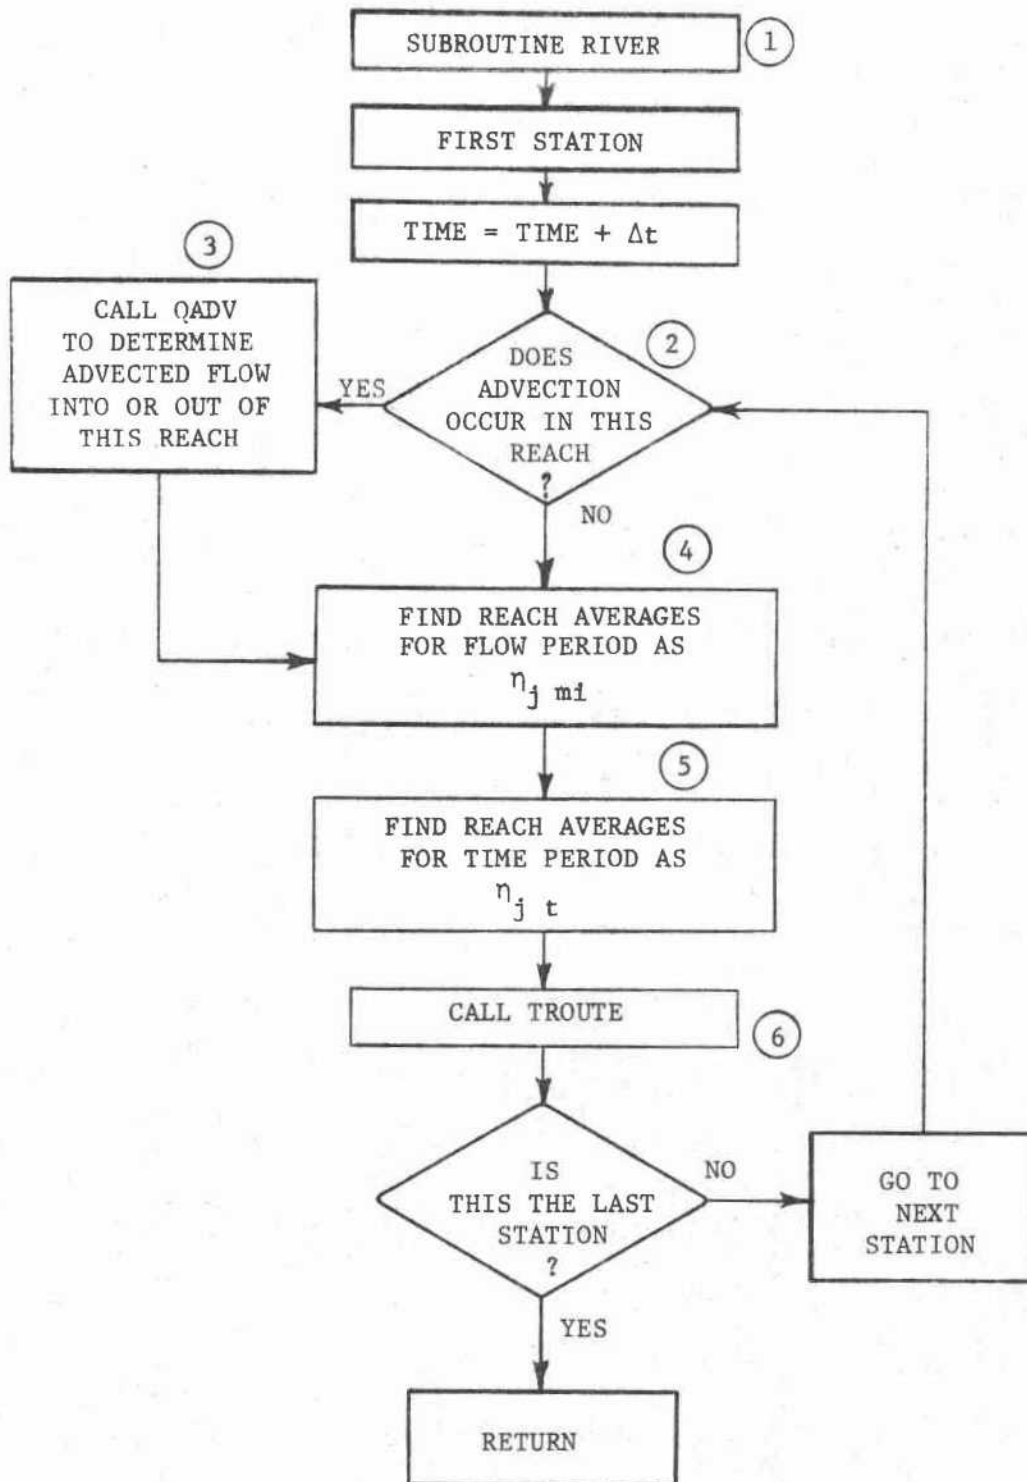 SUBROUTINE RIVER
1
FIRST STATION
TIME = TIME + Δt
3
CALL QADV
TO DETERMINE
ADVECTED FLOW
INTO OR OUT OF
THIS REACH
YES
2
DOES
ADVECTION
OCCUR IN THIS
REACH
?
NO
4
FIND REACH AVERAGES
FOR FLOW PERIOD AS
η j mi
5
FIND REACH AVERAGES
FOR TIME PERIOD AS
η j t
CALL TROUTE
6
IS
THIS THE LAST
STATION
?
NO
GO TO
NEXT
STATION
YES
RETURN